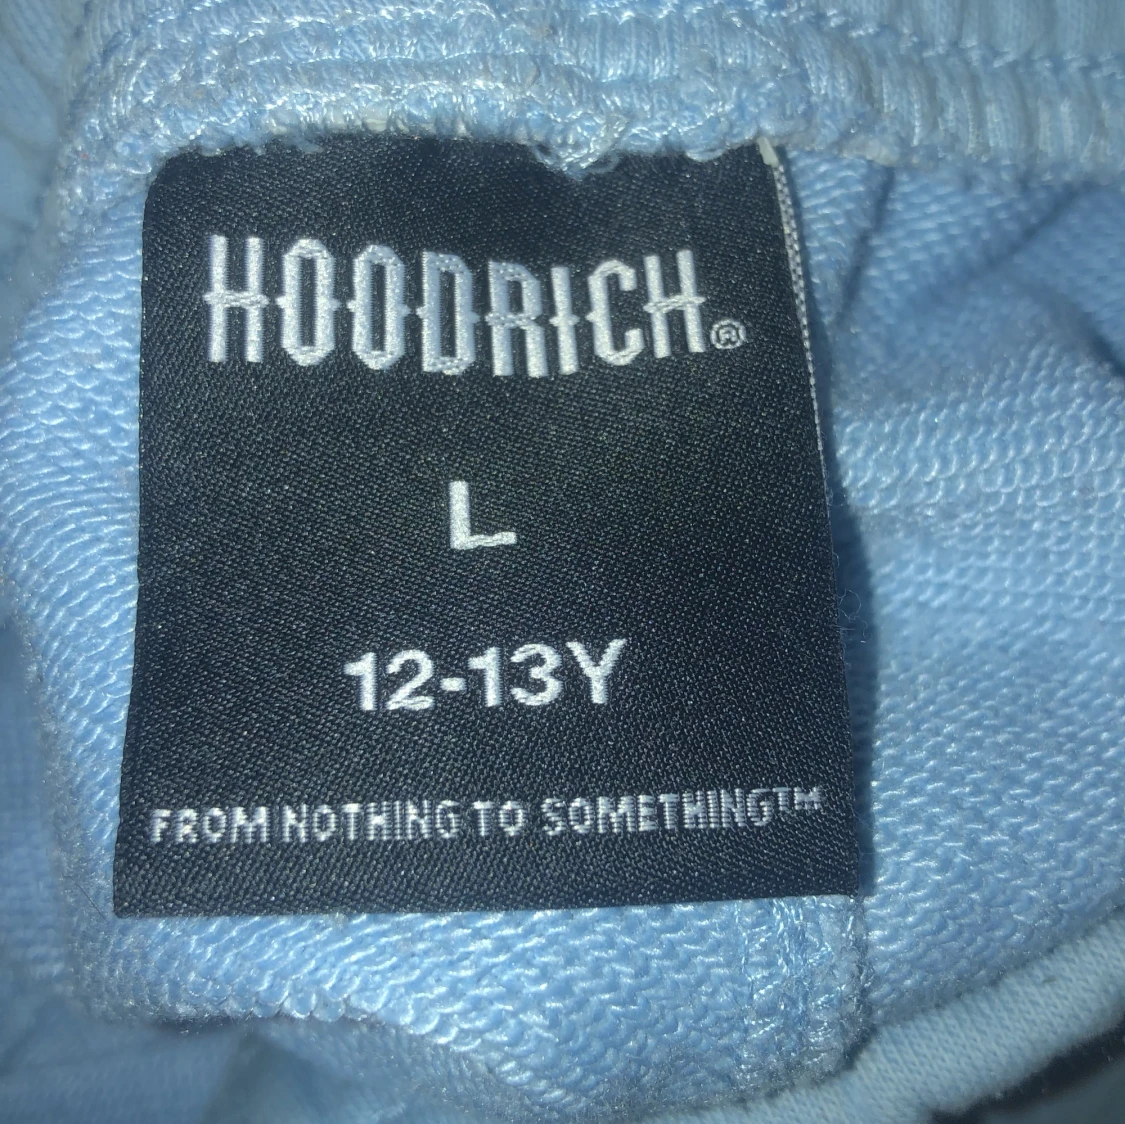 HOODRICH®
L
12-13Y
FROM NOTHING TO SOMETHING™